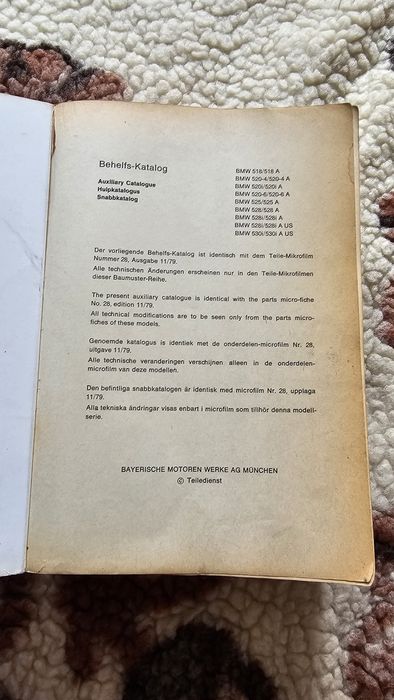 Behelfs-Katalog
Auxiliary Catalogue
Hulpkatalogus
Snabbkatalog
BMW 518/518 A
BMW 520-4/520-4 A
BMW 520i/520i A
BMW 520-6/520-6 A
BMW 525/525 A
BMW 528/528 A
BMW 528i/528i A
BMW 528i/528i A US
BMW 530i/530i A US
Der vorliegende Behelfs-Katalog ist identisch mit dem Teile-Mikrofilm
Nummer 28, Ausgabe 11/79.
Alle technischen Änderungen erscheinen nur in den Teile-Mikrofilmen
dieser Baumuster-Reihe.
The present auxiliary catalogue is identical with the parts micro-fiche
No. 28, edition 11/79.
All technical modifications are to be seen only from the parts micro-
fiches of these models.
Genoemde katalogus is identiek met de onderdelen-microfilm Nr. 28,
uitgave 11/79.
Alle technische veranderingen verschijnen alleen in de onderdelen-
microfilm van deze modellen.
Den befintliga snabbkatalogen är identisk med microfilm Nr. 28, upplaga
11/79.
Alla tekniska ändringar visas enbart i microfilm som tillhör denna modell-
serie.
BAYERISCHE MOTOREN WERKE AG MÜNCHEN
© Teiledienst